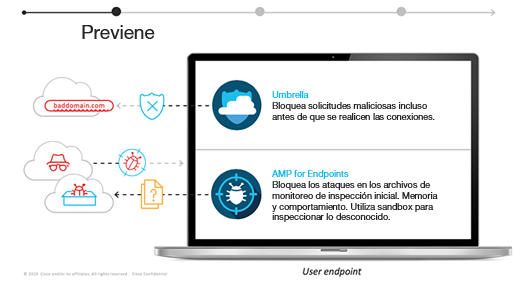 Previene
baddomain.com
Umbrella
Bloquea solicitudes maliciosas incluso
antes de que se realicen las conexiones.
AMP for Endpoints
Bloquea los ataques en los archivos de
monitoreo de inspección inicial. Memoria
y comportamiento. Utiliza sandbox para
inspeccionar lo desconocido.
?
User endpoint
© 2019 Cisco and/or its affiliates. All rights reserved. Cisco Confidential